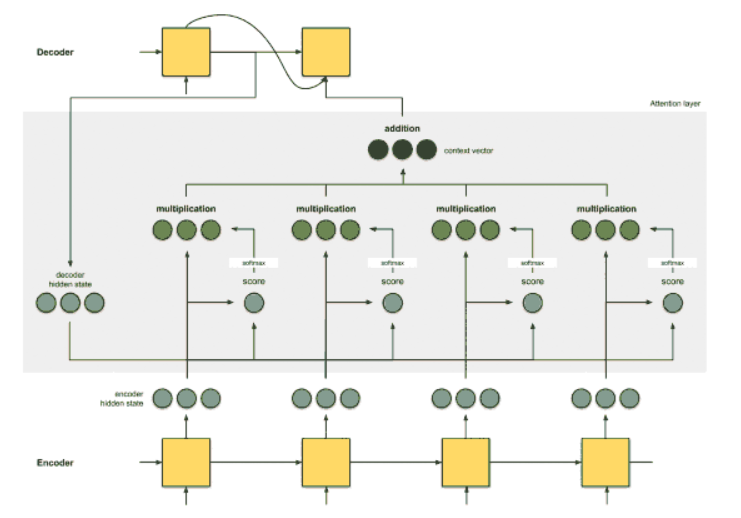 Decoder
Attention layer
addition
context vector
multiplication
multiplication
multiplication
multiplication
softmax
softmax
softmax
softmax
decoder
hidden state
score
score
score
score
encoder
hidden state
Encoder